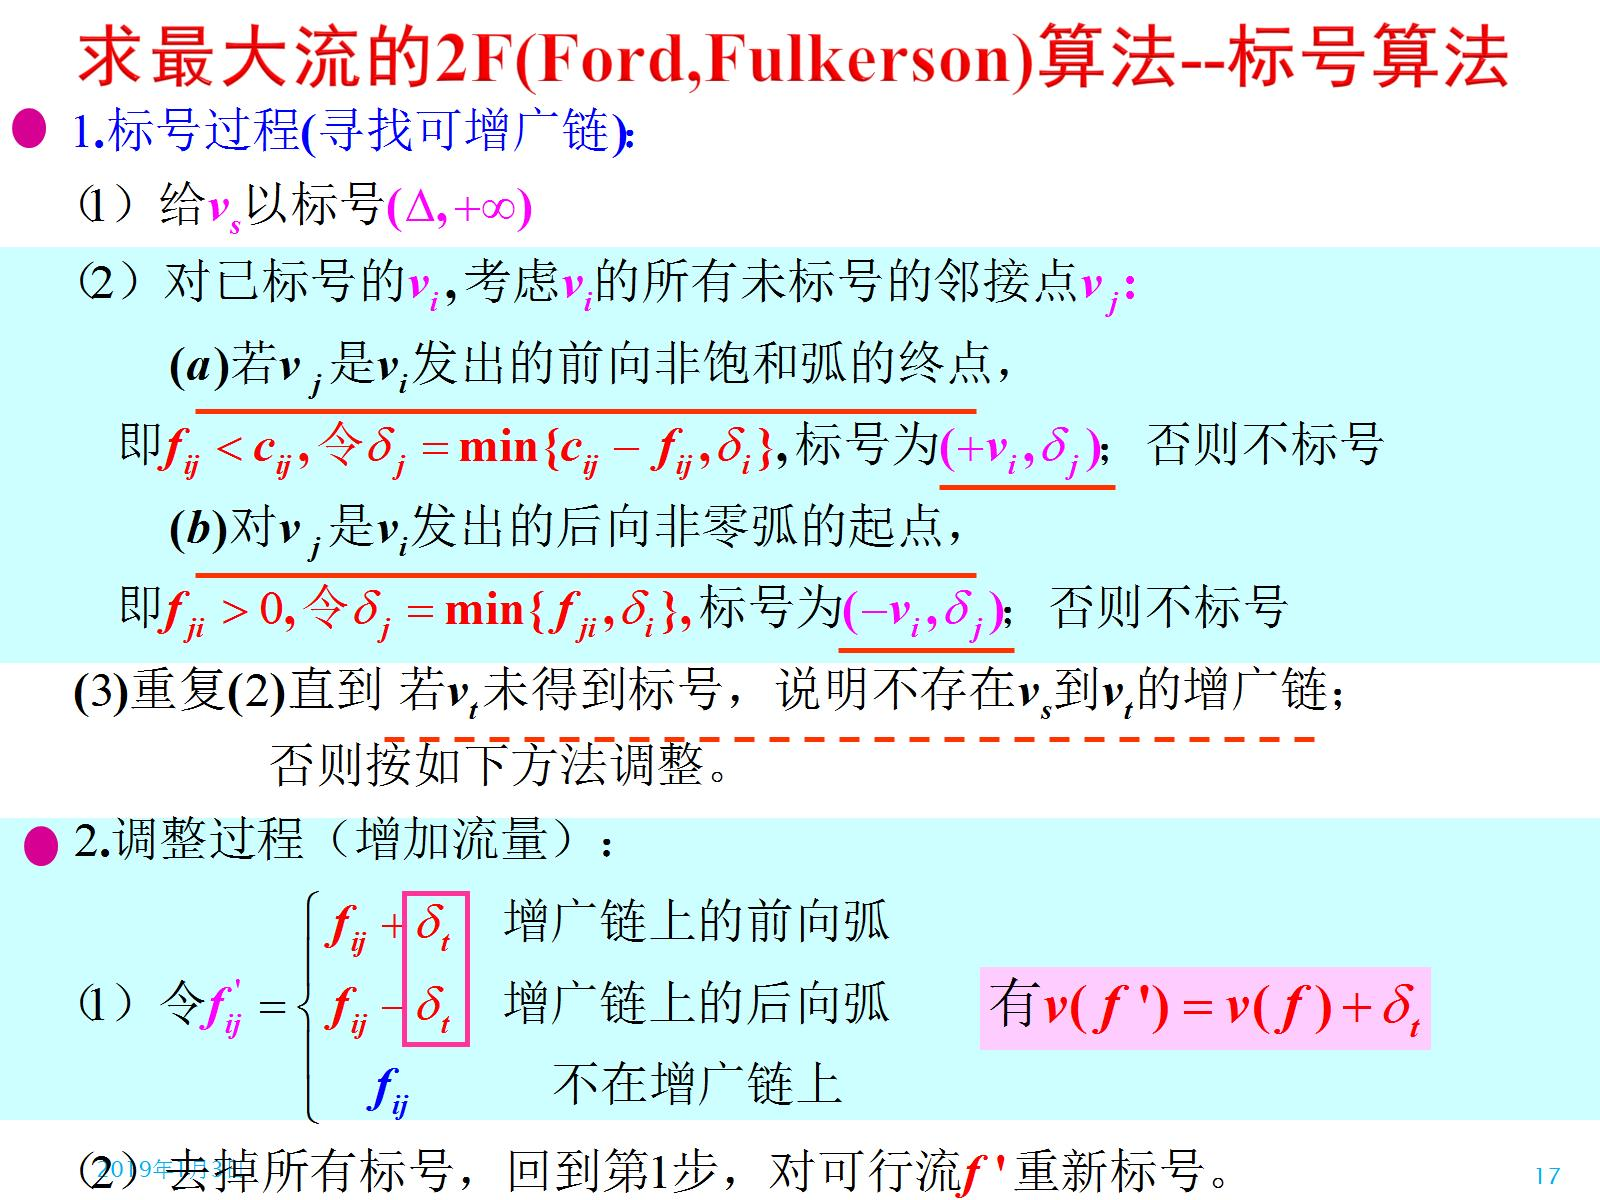 求最大流的2F(Ford,Fulkerson)算法--标号算法
1.标号过程(寻找可增广链):
(1) 给vs以标号(Δ,+∞)
(2) 对已标号的vi,考虑vi的所有未标号的邻接点vj:
(a)若vj是vi发出的前向非饱和弧的终点,
即fij < cij,令δj = min{cij − fij,δi},标号为(+vi,δj); 否则不标号
(b)对vj是vi发出的后向非零弧的起点,
即fji > 0,令δj = min{fji,δi},标号为(−vi,δj); 否则不标号
(3)重复(2)直到 若vt未得到标号，说明不存在vs到vt的增广链;
否则按如下方法调整。
2.调整过程（增加流量）:
fij + δt 增广链上的前向弧
(1) 令f'ij = { fij − δt 增广链上的后向弧 有v(f') = v(f) + δt
fij 不在增广链上
(2) 去掉所有标号，回到第1步，对可行流f'重新标号。
2019年1月3日
17